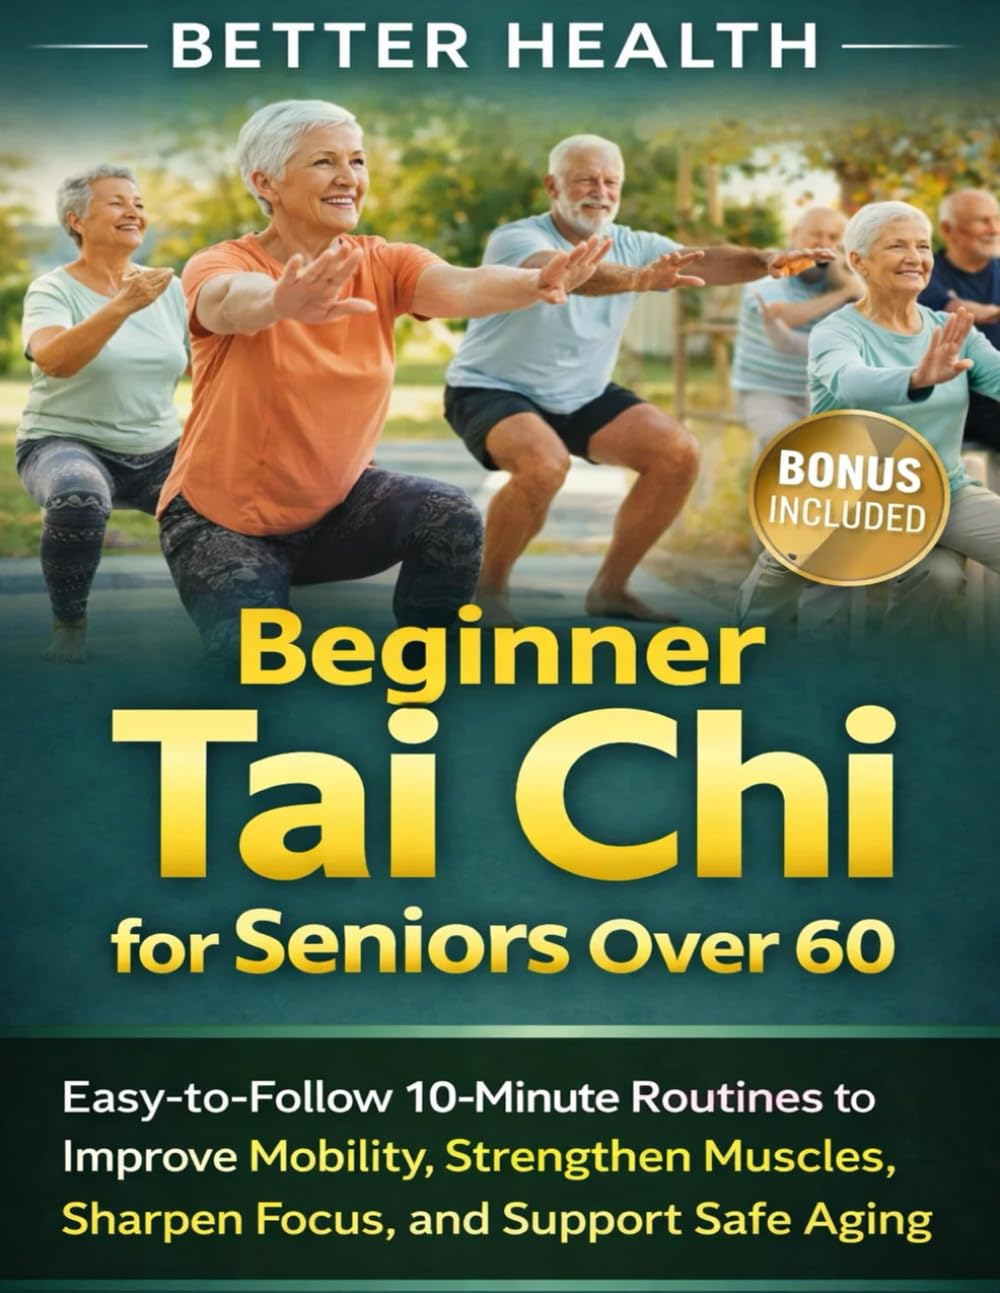 BETTER HEALTH
BONUS
INCLUDED
Beginner
Tai Chi
for Seniors Over 60
Easy-to-Follow 10-Minute Routines to
Improve Mobility, Strengthen Muscles,
Sharpen Focus, and Support Safe Aging